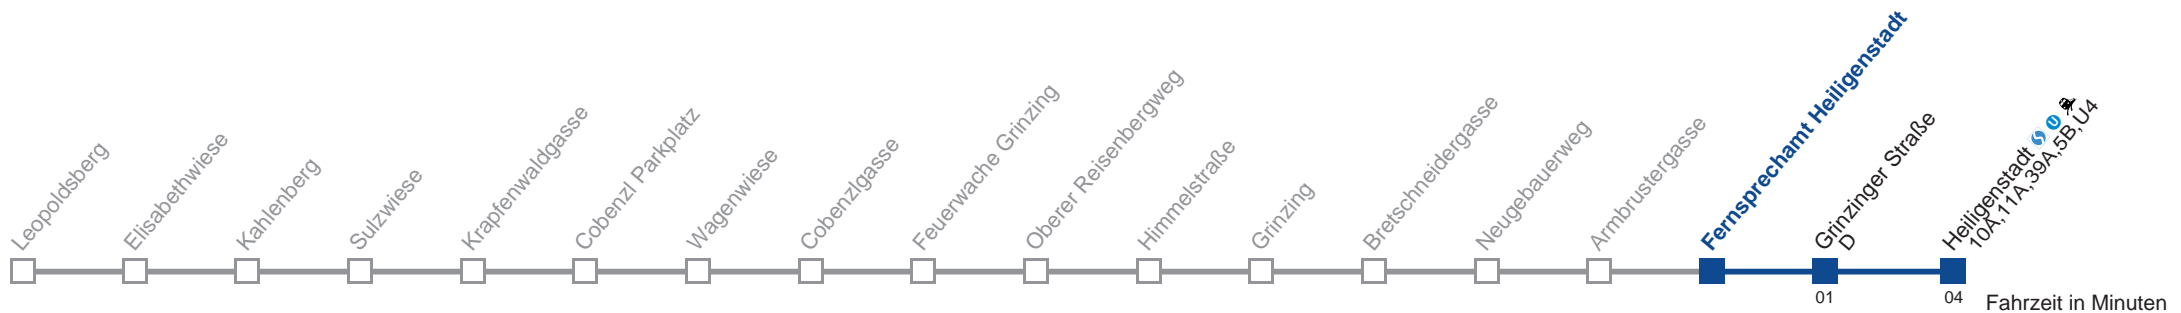 Leopoldsberg
Elisabethwiese
Kahlenberg
Sulzwiese
Krapfenwaldgasse
Cobenzl Parkplatz
Wagenwiese
Cobenzlgasse
Feuerwache Grinzing
Oberer Reisenbergweg
Himmelstraße
Grinzing
Bretschneidergasse
Neugebauerweg
Armbrustergasse
Fernsprechamt Heiligenstadt
Grinzinger Straße
D
Heiligenstadt S U
10A,11A,39A,5B,U4
01
04
Fahrzeit in Minuten